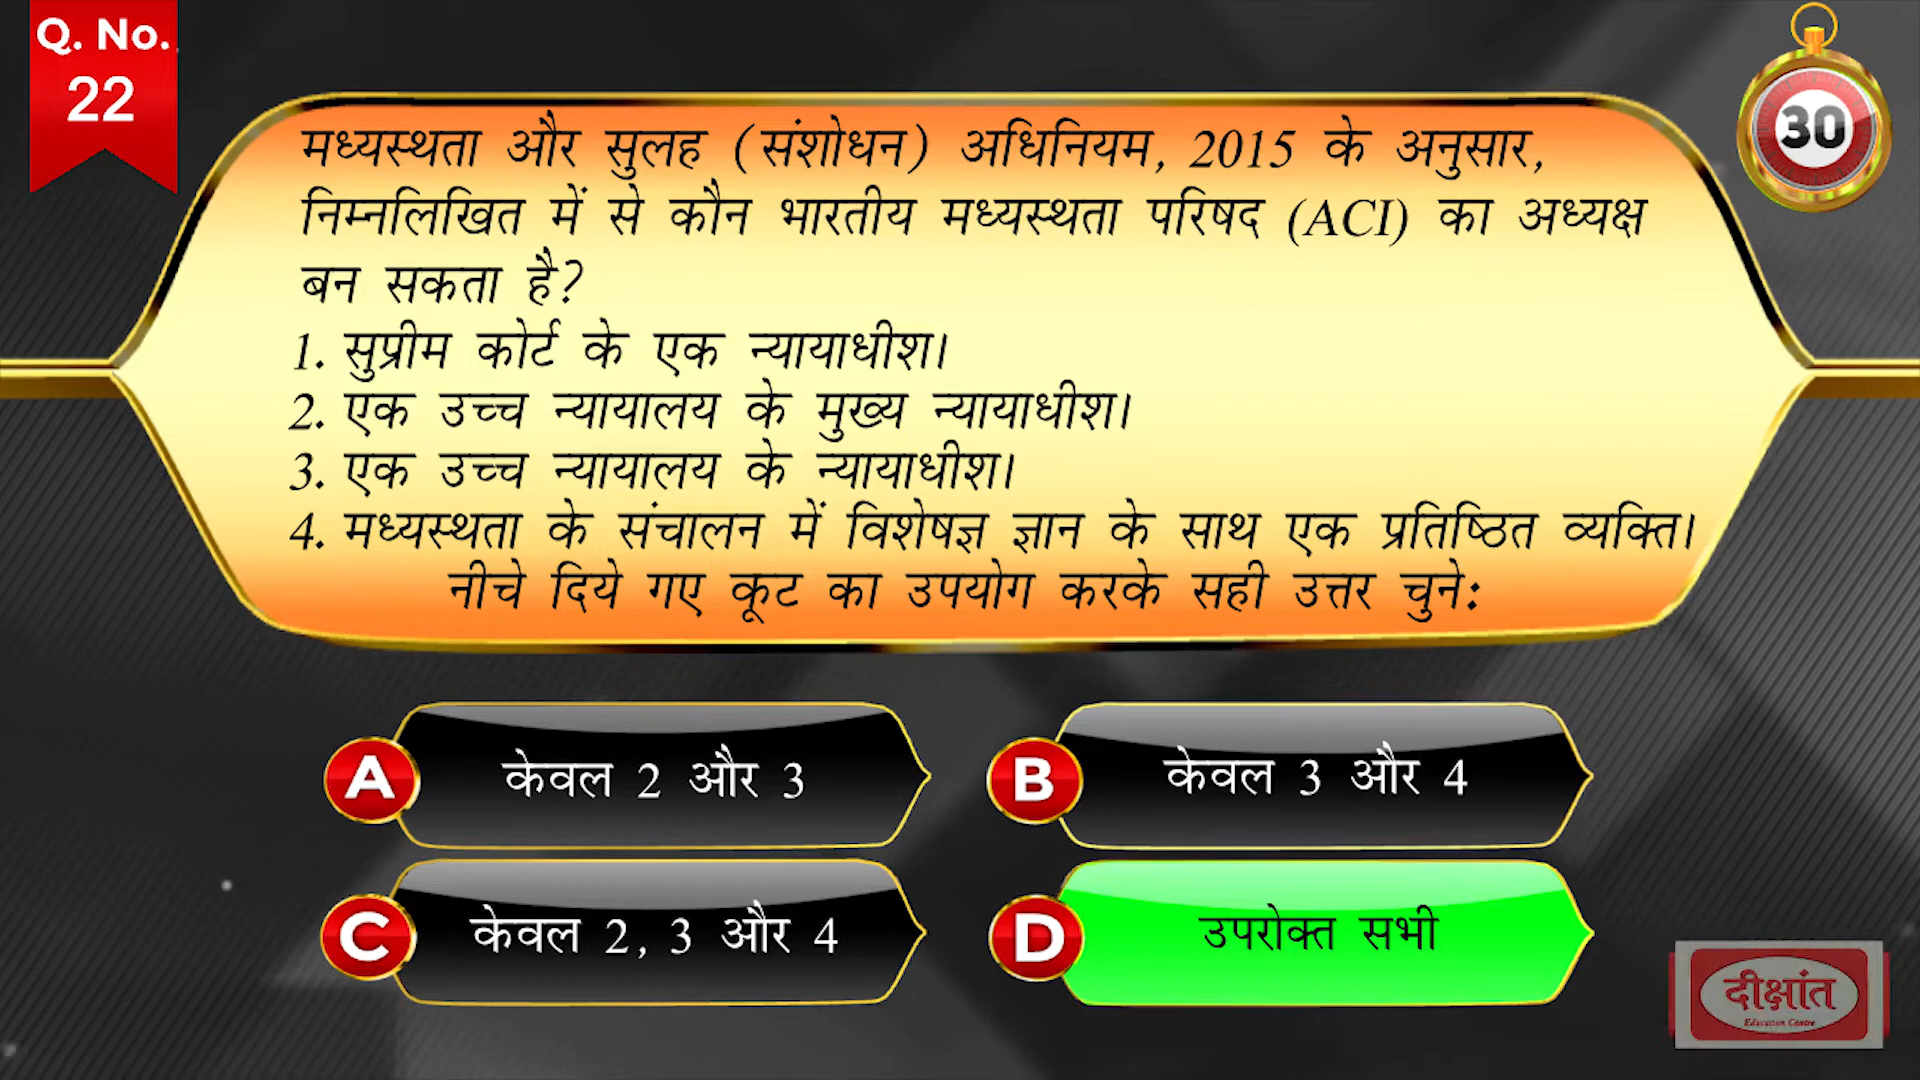 Q. No.
22
30
मध्यस्थता और सुलह (संशोधन) अधिनियम, 2015 के अनुसार,
निम्नलिखित में से कौन भारतीय मध्यस्थता परिषद (ACI) का अध्यक्ष
बन सकता है?
1. सुप्रीम कोर्ट के एक न्यायाधीश।
2. एक उच्च न्यायालय के मुख्य न्यायाधीश।
3. एक उच्च न्यायालय के न्यायाधीश।
4. मध्यस्थता के संचालन में विशेषज्ञ ज्ञान के साथ एक प्रतिष्ठित व्यक्ति।
नीचे दिये गए कूट का उपयोग करके सही उत्तर चुने:
A केवल 2 और 3
B केवल 3 और 4
C केवल 2, 3 और 4
D उपरोक्त सभी
दीक्षांत
Education Centre